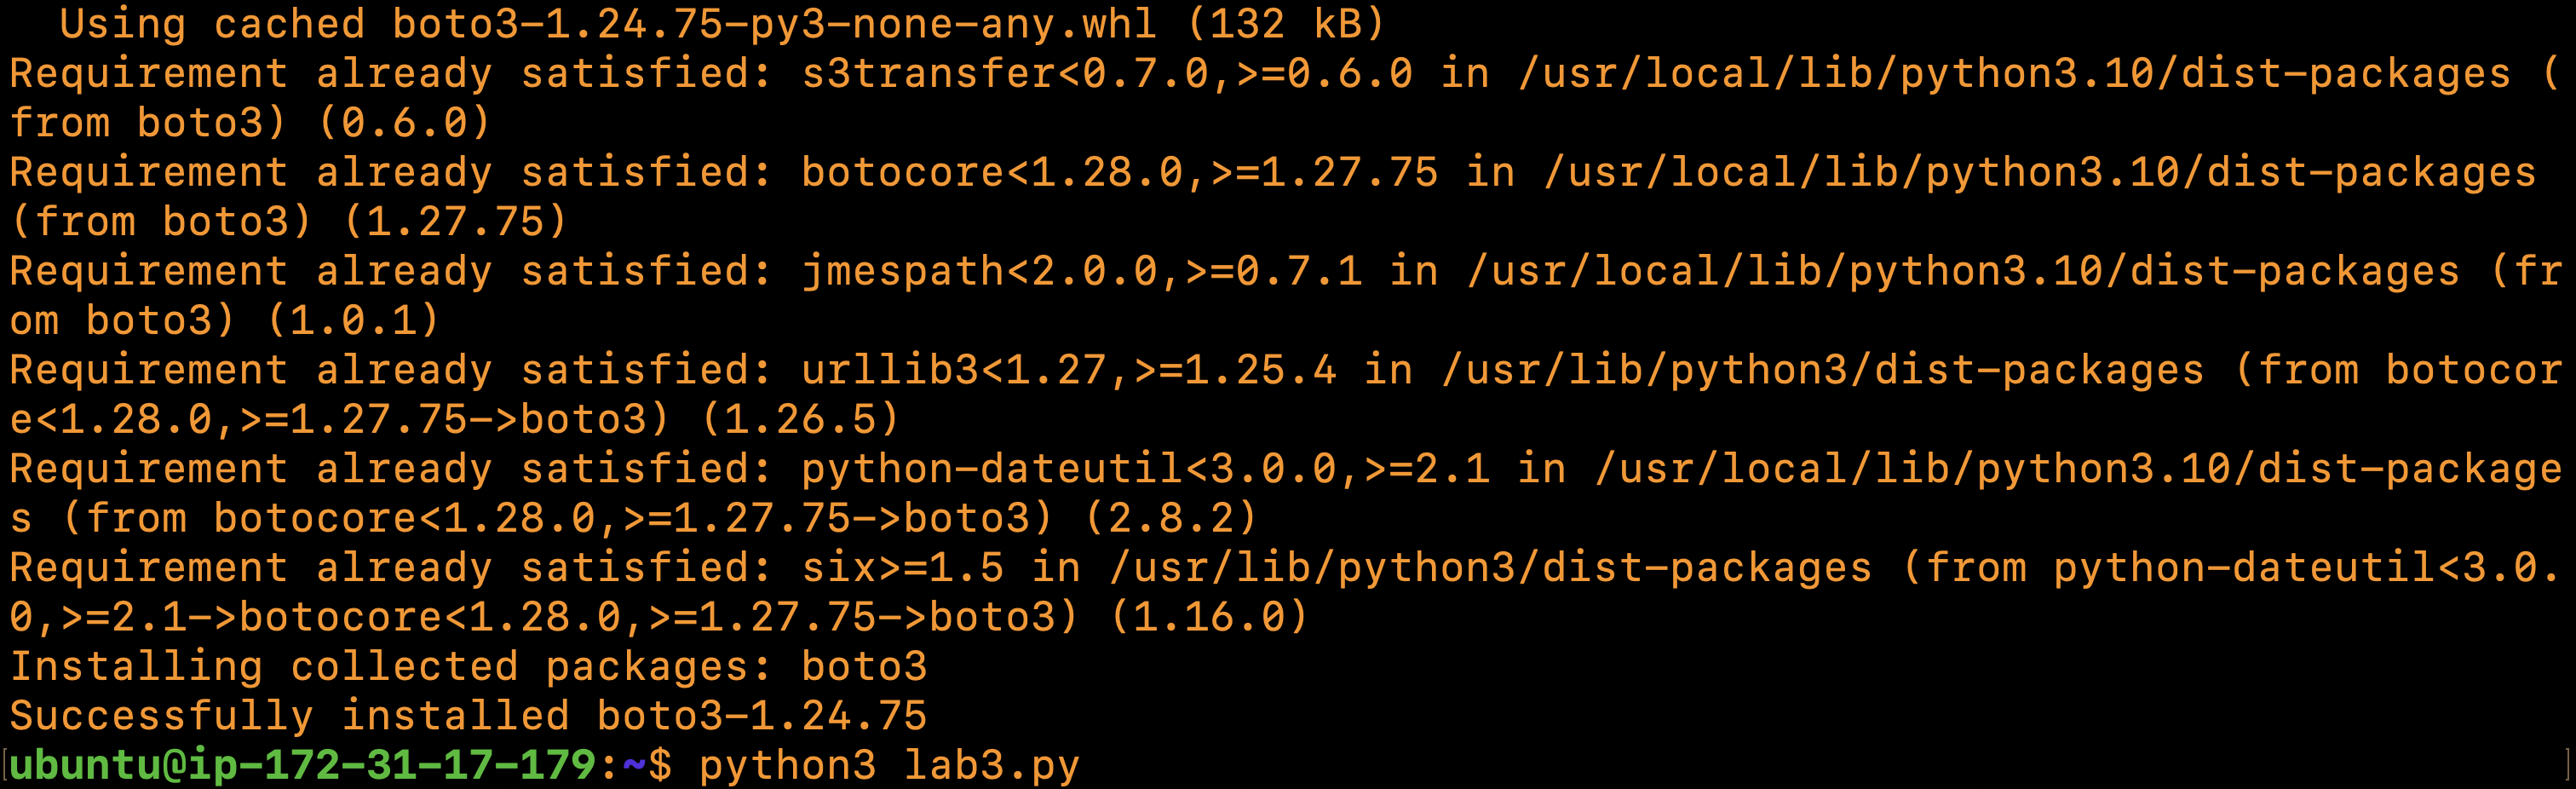 Using cached boto3-1.24.75-py3-none-any.whl (132 kB)
Requirement already satisfied: s3transfer<0.7.0,>=0.6.0 in /usr/local/lib/python3.10/dist-packages (
from boto3) (0.6.0)
Requirement already satisfied: botocore<1.28.0,>=1.27.75 in /usr/local/lib/python3.10/dist-packages
(from boto3) (1.27.75)
Requirement already satisfied: jmespath<2.0.0,>=0.7.1 in /usr/local/lib/python3.10/dist-packages (fr
om boto3) (1.0.1)
Requirement already satisfied: urllib3<1.27,>=1.25.4 in /usr/lib/python3/dist-packages (from botocor
e<1.28.0,>=1.27.75->boto3) (1.26.5)
Requirement already satisfied: python-dateutil<3.0.0,>=2.1 in /usr/local/lib/python3.10/dist-package
s (from botocore<1.28.0,>=1.27.75->boto3) (2.8.2)
Requirement already satisfied: six>=1.5 in /usr/lib/python3/dist-packages (from python-dateutil<3.0.
0,>=2.1->botocore<1.28.0,>=1.27.75->boto3) (1.16.0)
Installing collected packages: boto3
Successfully installed boto3-1.24.75
[ubuntu@ip-172-31-17-179:~$ python3 lab3.py ]